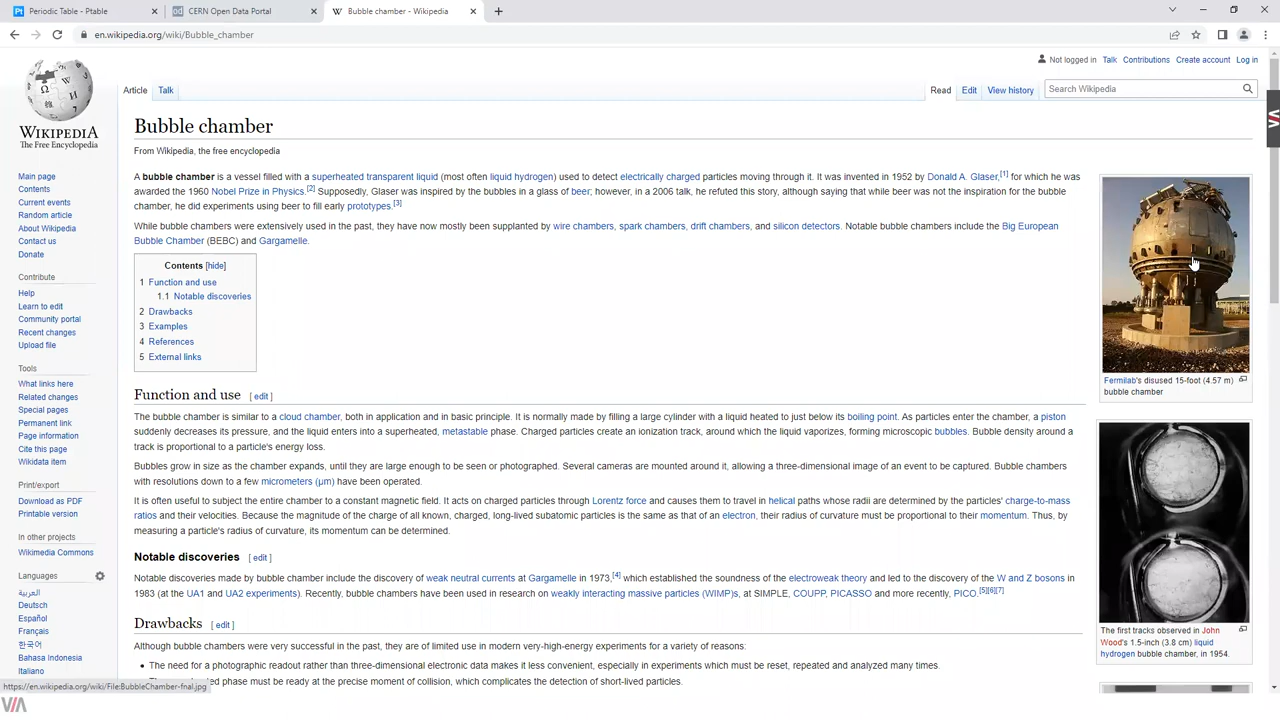 Periodic Table - Ptable
CERN Open Data Portal
Bubble chamber - Wikipedia
en.wikipedia.org/wiki/Bubble_chamber
Not logged in Talk Contributions Create account Log in
Article Talk Read Edit View history Search Wikipedia
WIKIPEDIA
The Free Encyclopedia
Main page
Contents
Current events
Random article
About Wikipedia
Contact us
Donate
Contribute
Help
Learn to edit
Community portal
Recent changes
Upload file
Tools
What links here
Related changes
Special pages
Permanent link
Page information
Cite this page
Wikidata item
Print/export
Download as PDF
Printable version
In other projects
Wikimedia Commons
Languages
العربية
Deutsch
Español
Français
한국어
Bahasa Indonesia
Italiano
Bubble chamber
From Wikipedia, the free encyclopedia
A bubble chamber is a vessel filled with a superheated transparent liquid (most often liquid hydrogen) used to detect electrically charged particles moving through it. It was invented in 1952 by Donald A. Glaser,[1] for which he was
awarded the 1960 Nobel Prize in Physics.[2] Supposedly, Glaser was inspired by the bubbles in a glass of beer; however, in a 2006 talk, he refuted this story, although saying that while beer was not the inspiration for the bubble
chamber, he did experiments using beer to fill early prototypes.[3]
While bubble chambers were extensively used in the past, they have now mostly been supplanted by wire chambers, spark chambers, drift chambers, and silicon detectors. Notable bubble chambers include the Big European
Bubble Chamber (BEBC) and Gargamelle.
Contents [hide]
1 Function and use
1.1 Notable discoveries
2 Drawbacks
3 Examples
4 References
5 External links
Function and use [ edit ]
The bubble chamber is similar to a cloud chamber, both in application and in basic principle. It is normally made by filling a large cylinder with a liquid heated to just below its boiling point. As particles enter the chamber, a piston
suddenly decreases its pressure, and the liquid enters into a superheated, metastable phase. Charged particles create an ionization track, around which the liquid vaporizes, forming microscopic bubbles. Bubble density around a
track is proportional to a particle's energy loss.
Bubbles grow in size as the chamber expands, until they are large enough to be seen or photographed. Several cameras are mounted around it, allowing a three-dimensional image of an event to be captured. Bubble chambers
with resolutions down to a few micrometers (μm) have been operated.
It is often useful to subject the entire chamber to a constant magnetic field. It acts on charged particles through Lorentz force and causes them to travel in helical paths whose radii are determined by the particles' charge-to-mass
ratios and their velocities. Because the magnitude of the charge of all known, charged, long-lived subatomic particles is the same as that of an electron, their radius of curvature must be proportional to their momentum. Thus, by
measuring a particle's radius of curvature, its momentum can be determined.
Notable discoveries [ edit ]
Notable discoveries made by bubble chamber include the discovery of weak neutral currents at Gargamelle in 1973,[4] which established the soundness of the electroweak theory and led to the discovery of the W and Z bosons in
1983 (at the UA1 and UA2 experiments). Recently, bubble chambers have been used in research on weakly interacting massive particles (WIMP)s, at SIMPLE, COUPP, PICASSO and more recently, PICO.[5][6][7]
Drawbacks [ edit ]
Although bubble chambers were very successful in the past, they are of limited use in modern very-high-energy experiments for a variety of reasons:
• The need for a photographic readout rather than three-dimensional electronic data makes it less convenient, especially in experiments which must be reset, repeated and analyzed many times.
phase must be ready at the precise moment of collision, which complicates the detection of short-lived particles.
Fermilab's disused 15-foot (4.57 m)
bubble chamber
The first tracks observed in John
Wood's 1.5-inch (3.8 cm) liquid
hydrogen bubble chamber, in 1954.
https://en.wikipedia.org/wiki/File:BubbleChamber-fnal.jpg
VIA